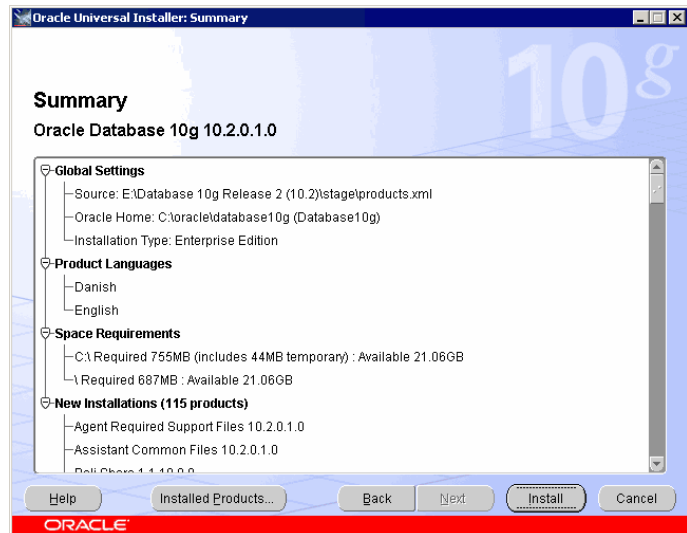 Oracle Universal Installer: Summary
10g
Summary
Oracle Database 10g 10.2.0.1.0
Global Settings
Source: E:\Database 10g Release 2 (10.2)\stage\products.xml
Oracle Home: C:\oracle\database10g (Database10g)
Installation Type: Enterprise Edition
Product Languages
Danish
English
Space Requirements
C:\ Required 755MB (includes 44MB temporary) : Available 21.06GB
\ Required 687MB : Available 21.06GB
New Installations (115 products)
Agent Required Support Files 10.2.0.1.0
Assistant Common Files 10.2.0.1.0
Help Installed Products... Back Next Install Cancel
ORACLE